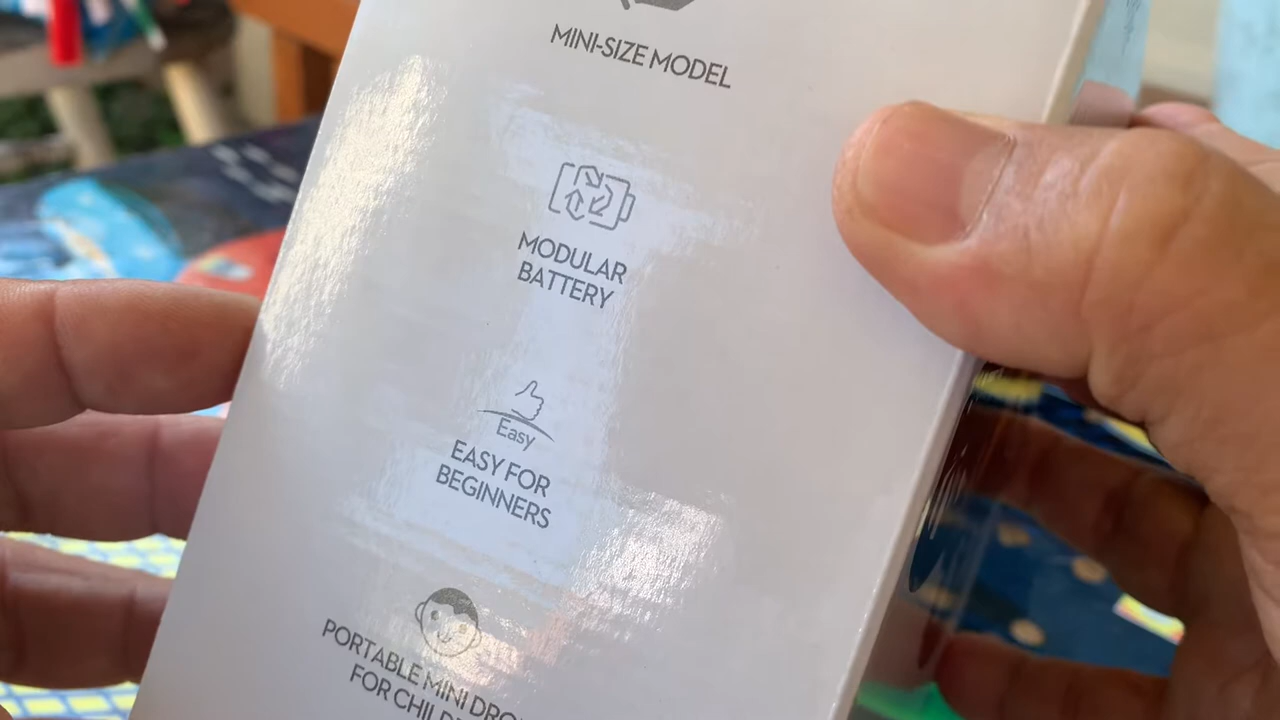 MINI-SIZE MODEL
MODULAR
BATTERY
Easy
EASY FOR
BEGINNERS
PORTABLE MINI
FOR